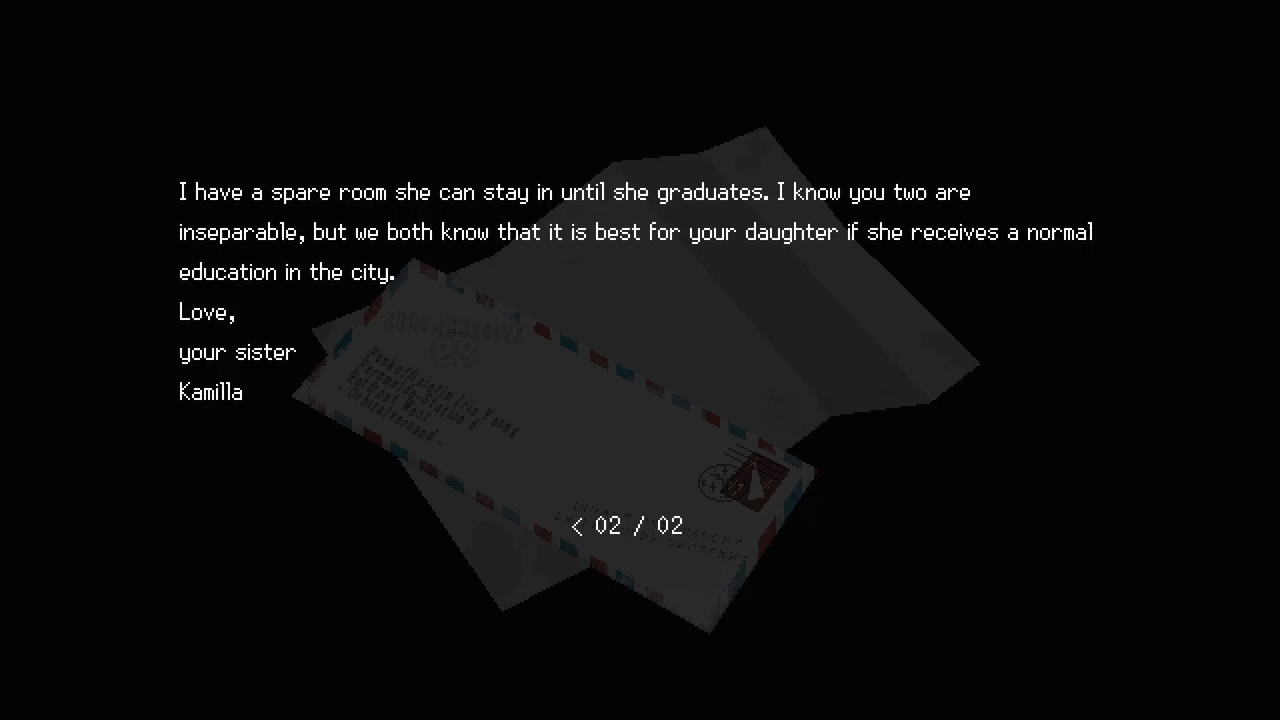 I have a spare room she can stay in until she graduates. I know you two are
inseparable, but we both know that it is best for your daughter if she receives a normal
education in the city.
Love,
your sister
Kamilla
Iris Yeong
< 02 / 02